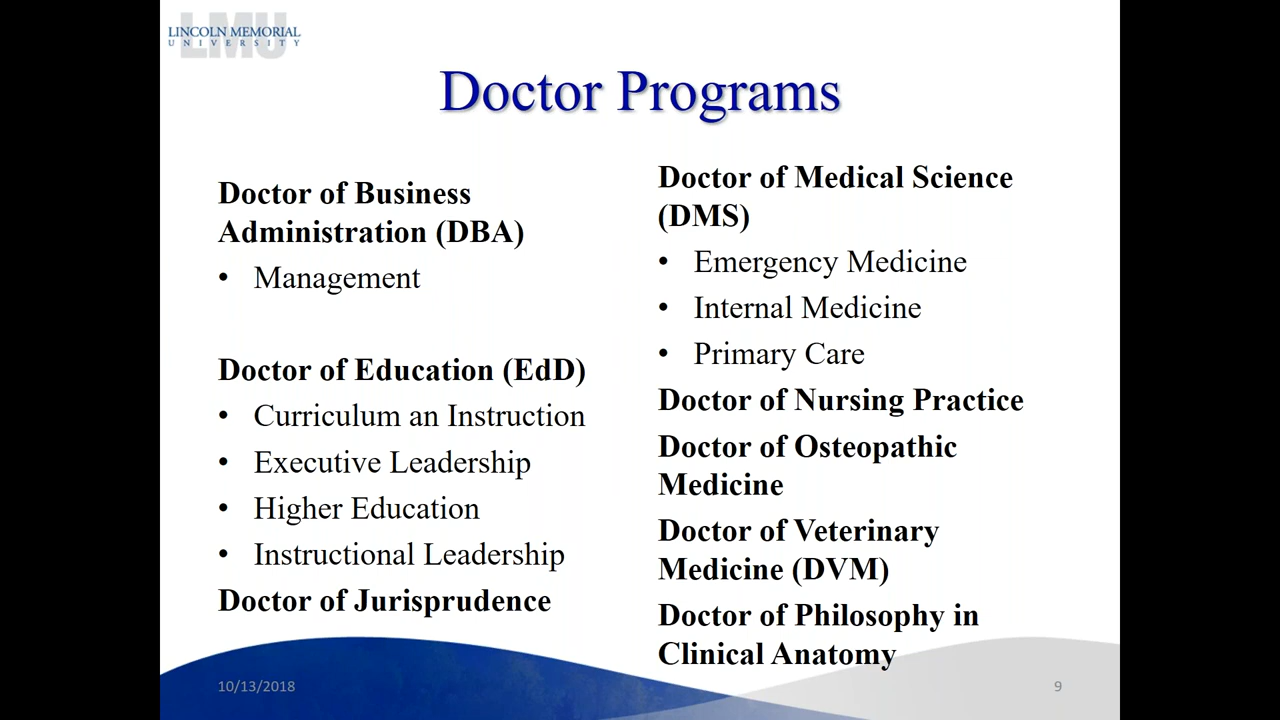 LMU
LINCOLN MEMORIAL
UNIVERSITY
Doctor Programs
Doctor of Business
Administration (DBA)
• Management
Doctor of Education (EdD)
• Curriculum an Instruction
• Executive Leadership
• Higher Education
• Instructional Leadership
Doctor of Jurisprudence
Doctor of Medical Science
(DMS)
• Emergency Medicine
• Internal Medicine
• Primary Care
Doctor of Nursing Practice
Doctor of Osteopathic
Medicine
Doctor of Veterinary
Medicine (DVM)
Doctor of Philosophy in
Clinical Anatomy
10/13/2018
9